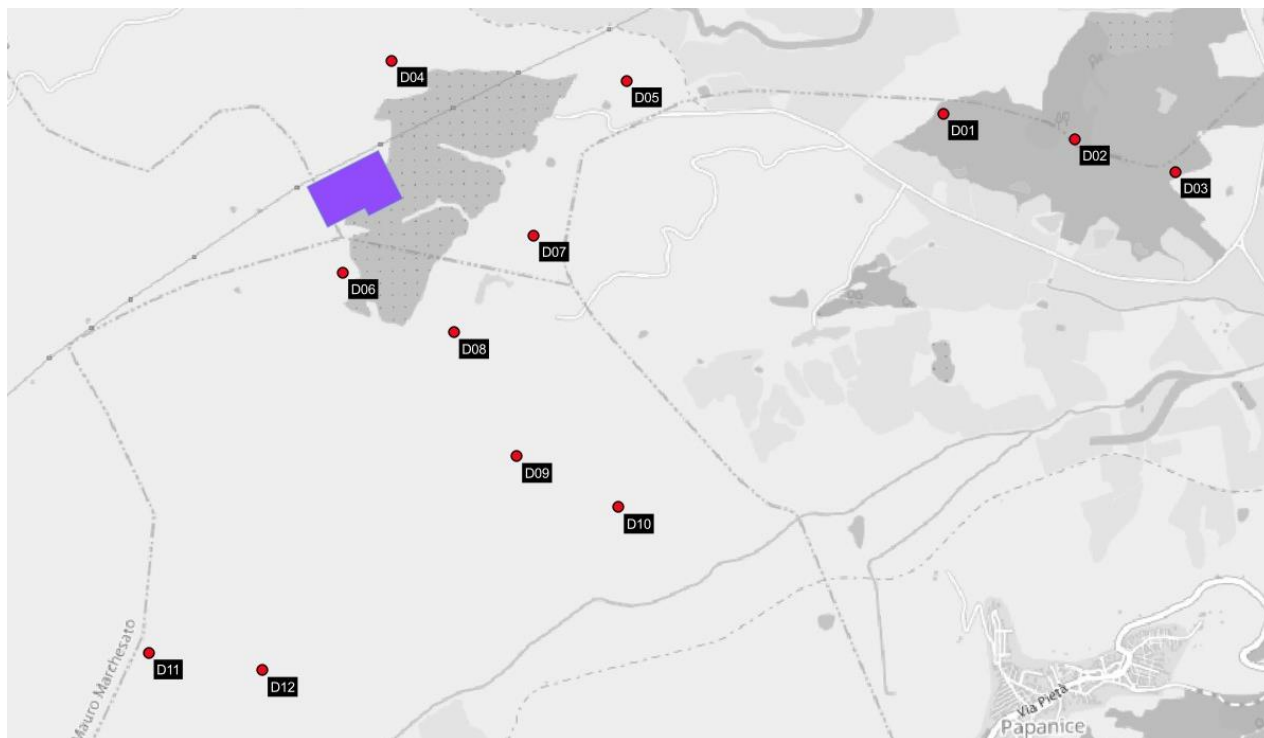 D04
D05
D01
D02
D03
D07
D06
D08
D09
D10
D11
D12
Mauro Marchesato
Via Pietà
Papanice